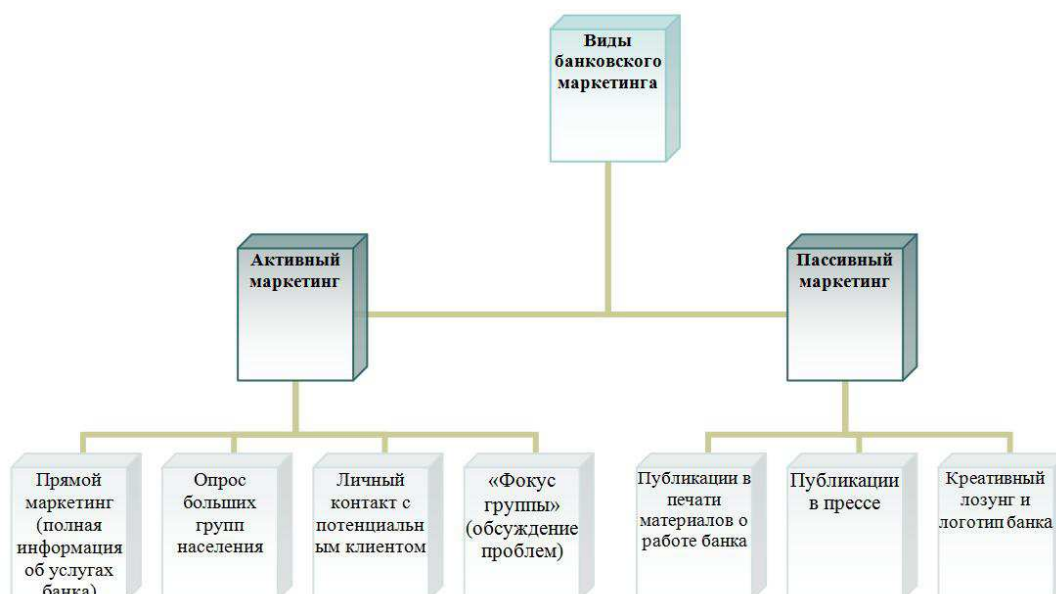 Виды
банковского
маркетинга
Активный
маркетинг
Пассивный
маркетинг
Прямой
маркетинг
(полная
информация
об услугах
банка)
Опрос
больших
групп
населения
Личный
контакт с
потенциальн
ым клиентом
«Фокус
группы»
(обсуждение
проблем)
Публикации в
печати
материалов о
работе банка
Публикации
в прессе
Креативный
лозунг и
логотип банка